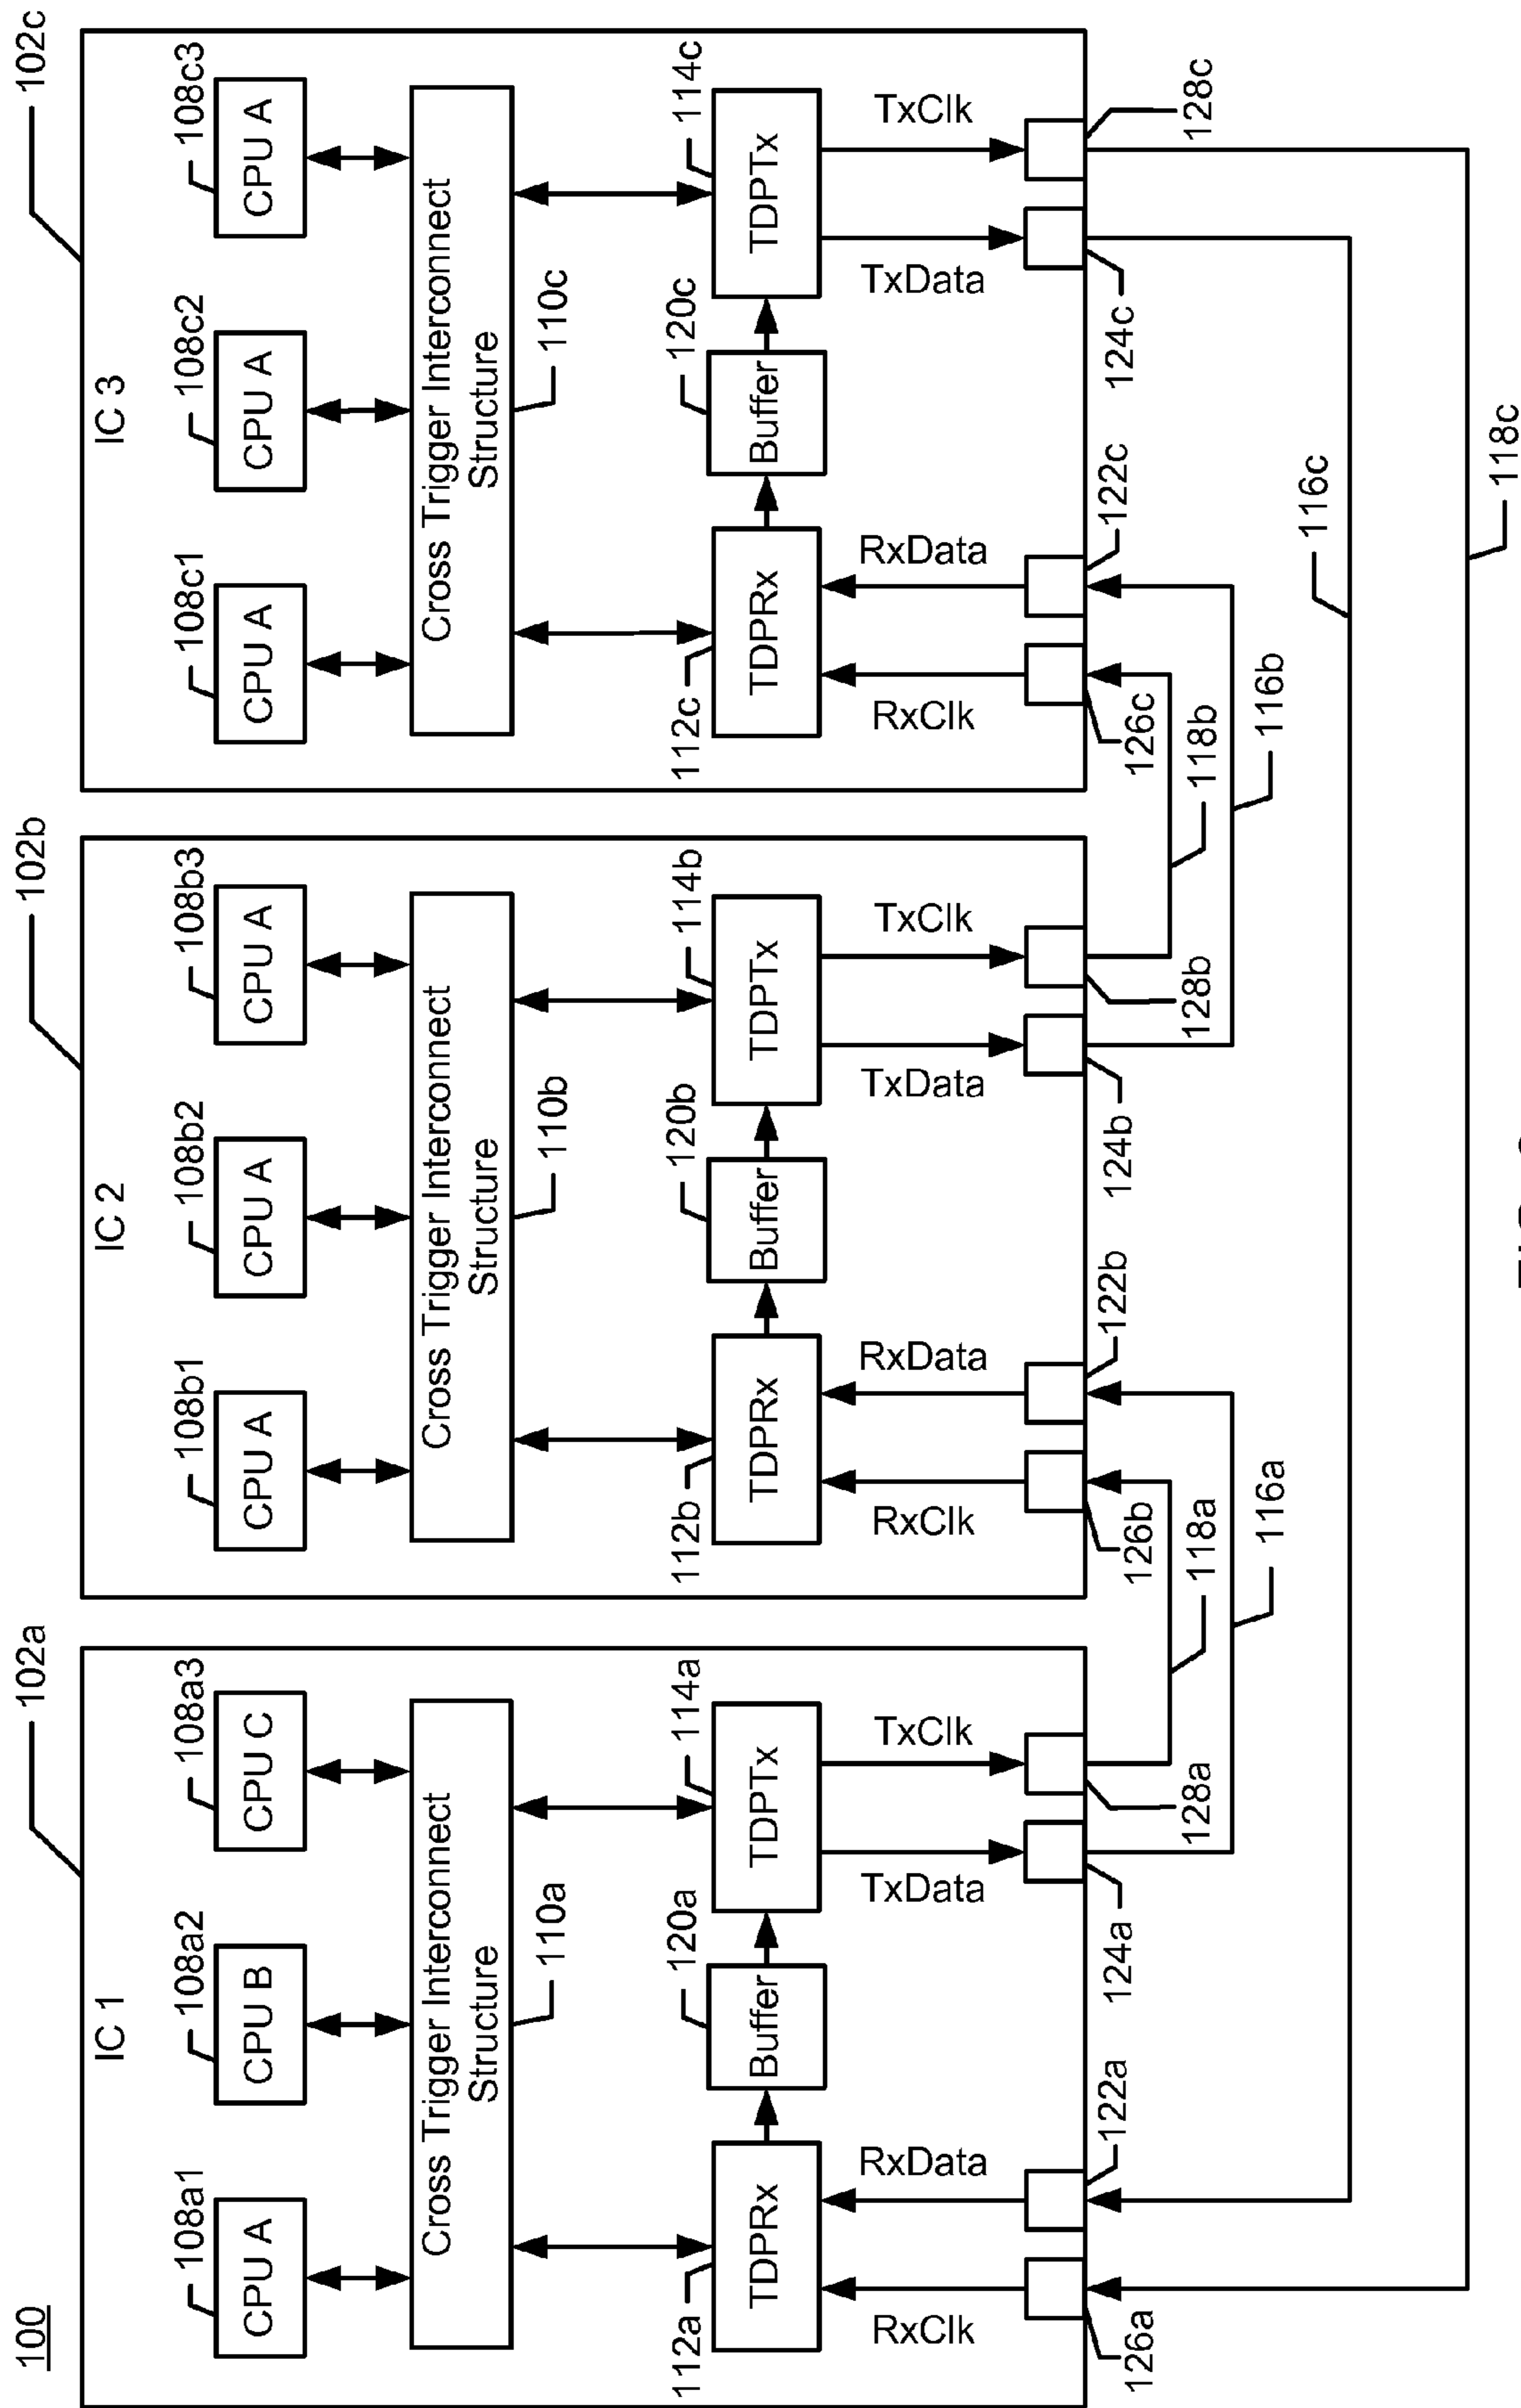 100
102a
102b
102c
IC 1
IC 2
IC 3
108a1
108a2
108a3
108b1
108b2
108b3
108c1
108c2
108c3
CPU A
CPU B
CPU C
CPU A
CPU A
CPU A
CPU A
CPU A
CPU A
Cross Trigger Interconnect
Structure
Cross Trigger Interconnect
Structure
Cross Trigger Interconnect
Structure
110a
110b
110c
112a
120a
114a
112b
120b
114b
112c
120c
114c
TDPRx
Buffer
TDPTx
TDPRx
Buffer
TDPTx
TDPRx
Buffer
TDPTx
RxClk
RxData
TxData
TxClk
RxClk
RxData
TxData
TxClk
RxClk
RxData
TxData
TxClk
126a
122a
124a
128a
126b
122b
124b
128b
126c
122c
124c
128c
118a
116a
118b
116b
116c
118c